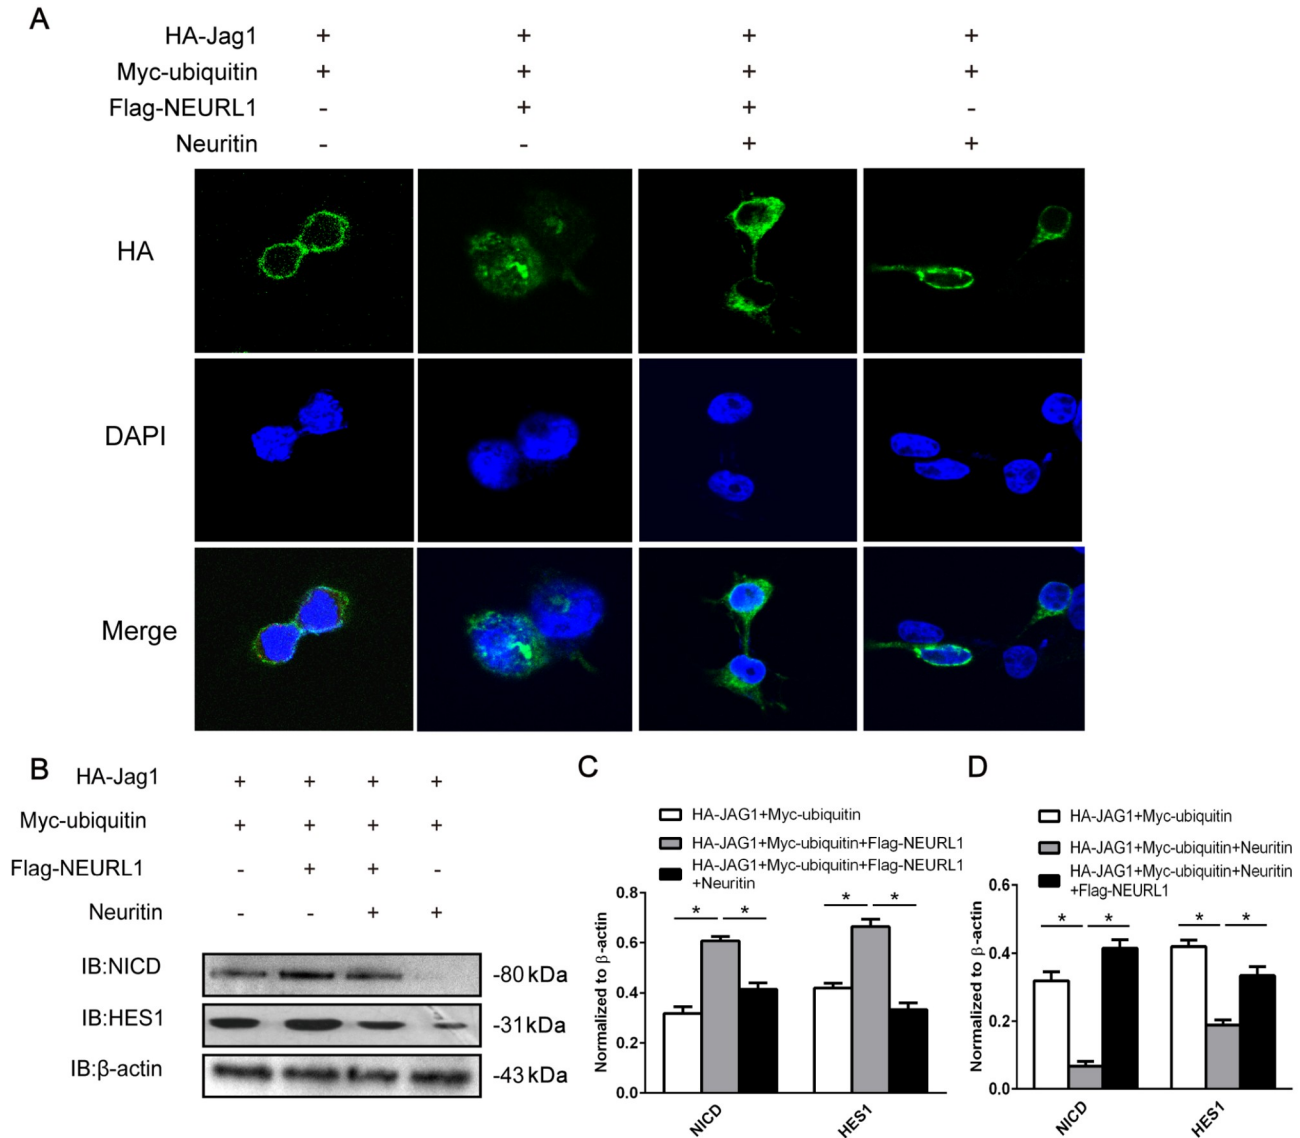 A
HA-Jag1 + + + +
Myc-ubiquitin + + + +
Flag-NEURL1 - + + -
Neuritin - - + +
HA
DAPI
Merge
B
HA-Jag1 + + + +
Myc-ubiquitin + + + +
Flag-NEURL1 - + + -
Neuritin - - + +
IB:NICD -80 kDa
IB:HES1 -31 kDa
IB:β-actin -43 kDa
C
HA-JAG1+Myc-ubiquitin
HA-JAG1+Myc-ubiquitin+Flag-NEURL1
HA-JAG1+Myc-ubiquitin+Flag-NEURL1
+Neuritin
Normalized to β-actin
0.8
0.6
0.4
0.2
0.0
* * * *
NICD HES1
D
HA-JAG1+Myc-ubiquitin
HA-JAG1+Myc-ubiquitin+Neuritin
HA-JAG1+Myc-ubiquitin+Neuritin
+Flag-NEURL1
Normalized to β-actin
0.6
0.4
0.2
0.0
* * * *
NICD HES1